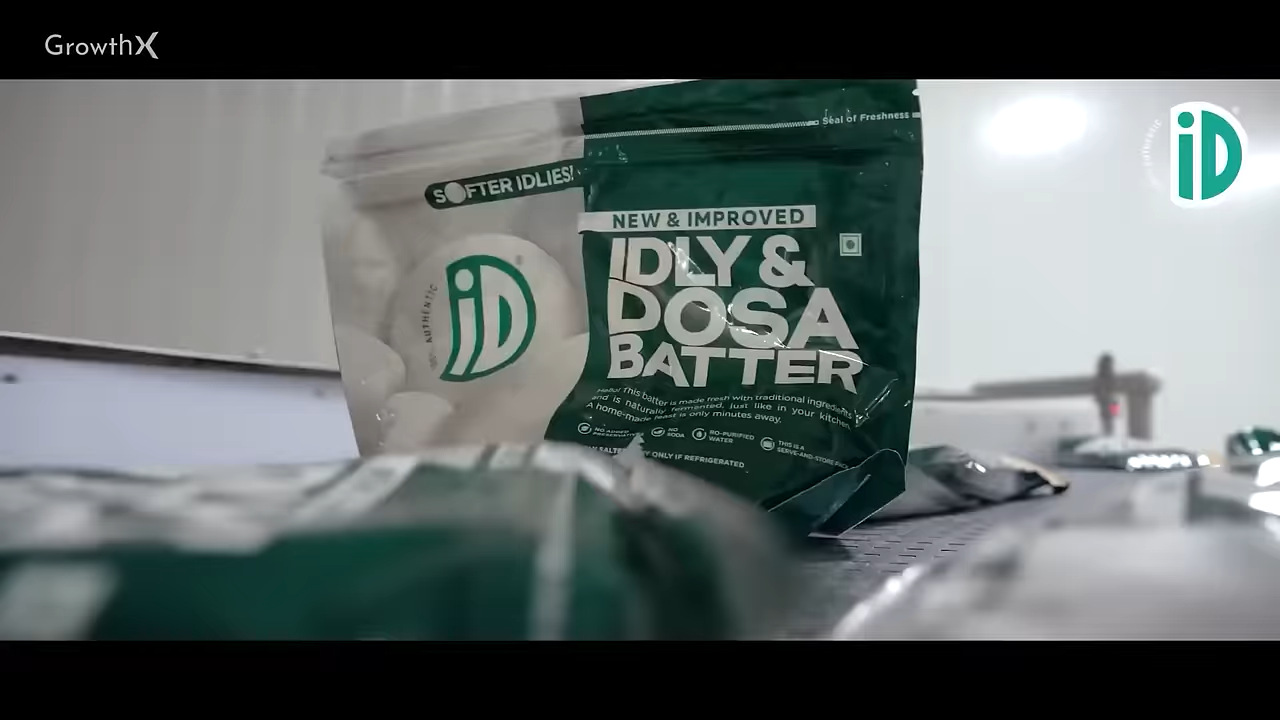 GrowthX
iD
AUTHENTIC
Seal of Freshness
SOFTER IDLIES!
NEW & IMPROVED
IDLY &
DOSA
BATTER
iD
100% AUTHENTIC
Hello! This batter is made fresh with traditional ingredients
and is naturally fermented, just like in your kitchen.
A home-made feast is only minutes away.
NO ADDED
PRESERVATIVES
NO
SODA
RO-PURIFIED
WATER
THIS IS A
SERVE-AND-STORE PACK
ONLY IF REFRIGERATED